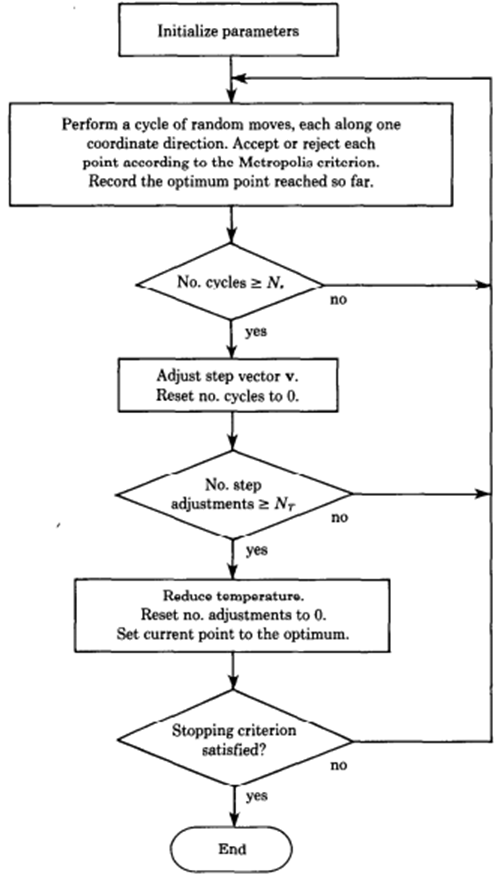 Initialize parameters
Perform a cycle of random moves, each along one
coordinate direction. Accept or reject each
point according to the Metropolis criterion.
Record the optimum point reached so far.
No. cycles ≥ Nₛ
no
yes
Adjust step vector v.
Reset no. cycles to 0.
No. step
adjustments ≥ N_T
no
yes
Reduce temperature.
Reset no. adjustments to 0.
Set current point to the optimum.
Stopping criterion
satisfied?
no
yes
End